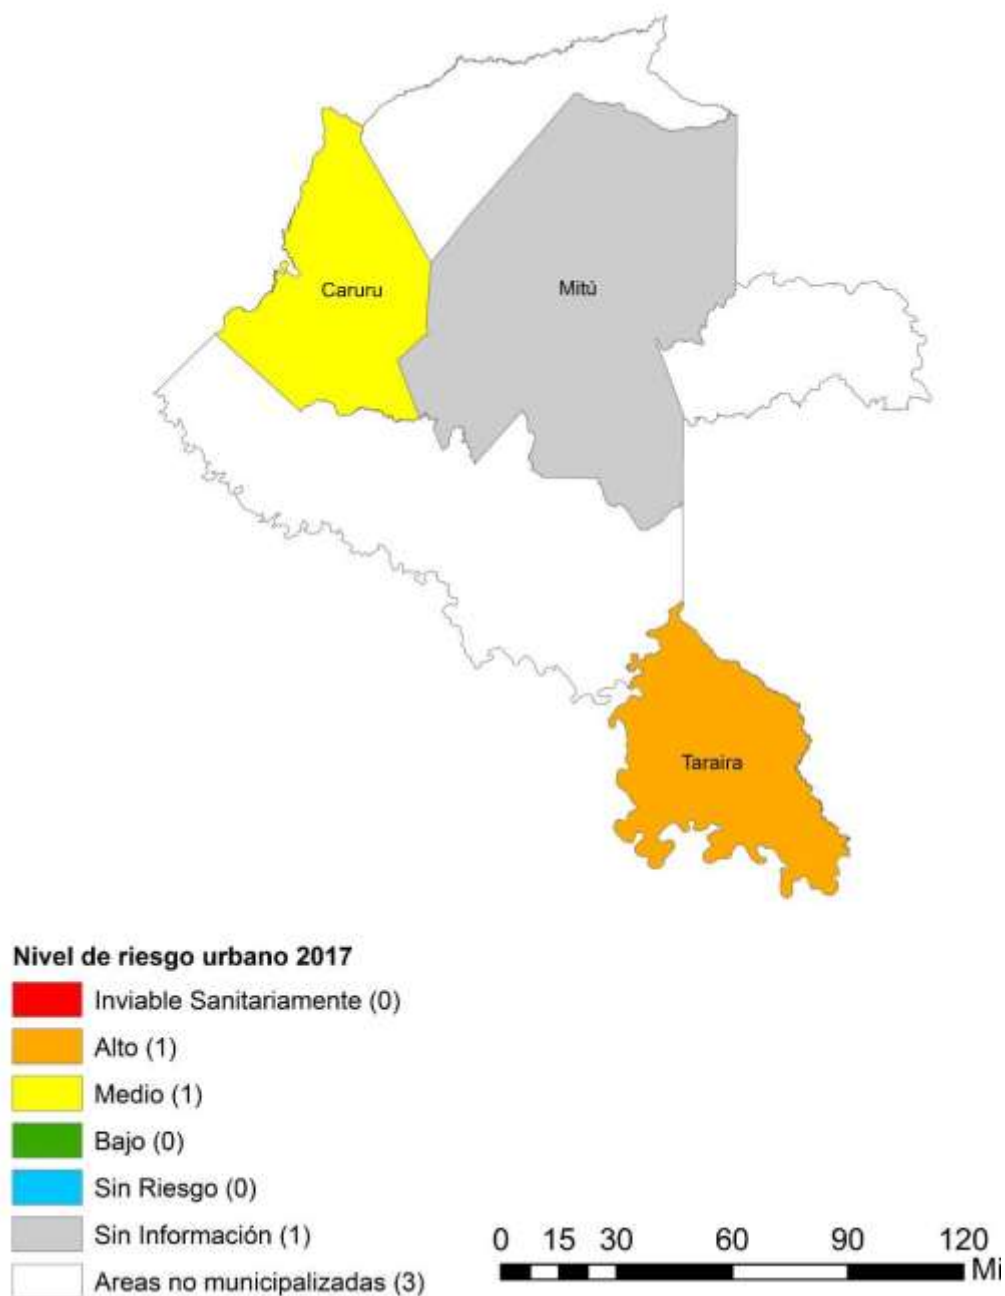 Caruru
Mitú
Taraira
Nivel de riesgo urbano 2017
Inviable Sanitariamente (0)
Alto (1)
Medio (1)
Bajo (0)
Sin Riesgo (0)
Sin Información (1)
Areas no municipalizadas (3)
0 15 30 60 90 120
Mi